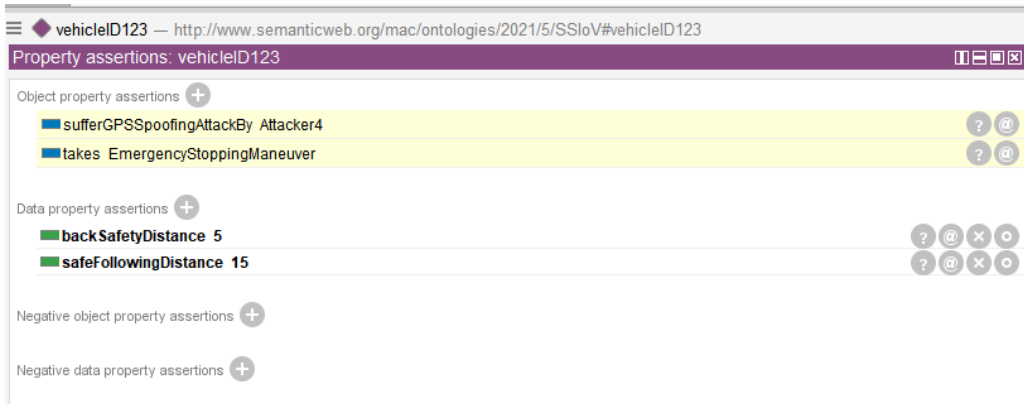 vehicleID123 — http://www.semanticweb.org/mac/ontologies/2021/5/SSIoV#vehicleID123
Property assertions: vehicleID123
Object property assertions
sufferGPSSpoofingAttackBy Attacker4
? @
takes EmergencyStoppingManeuver
? @
Data property assertions
backSafetyDistance 5
? @
safeFollowingDistance 15
? @
Negative object property assertions
Negative data property assertions